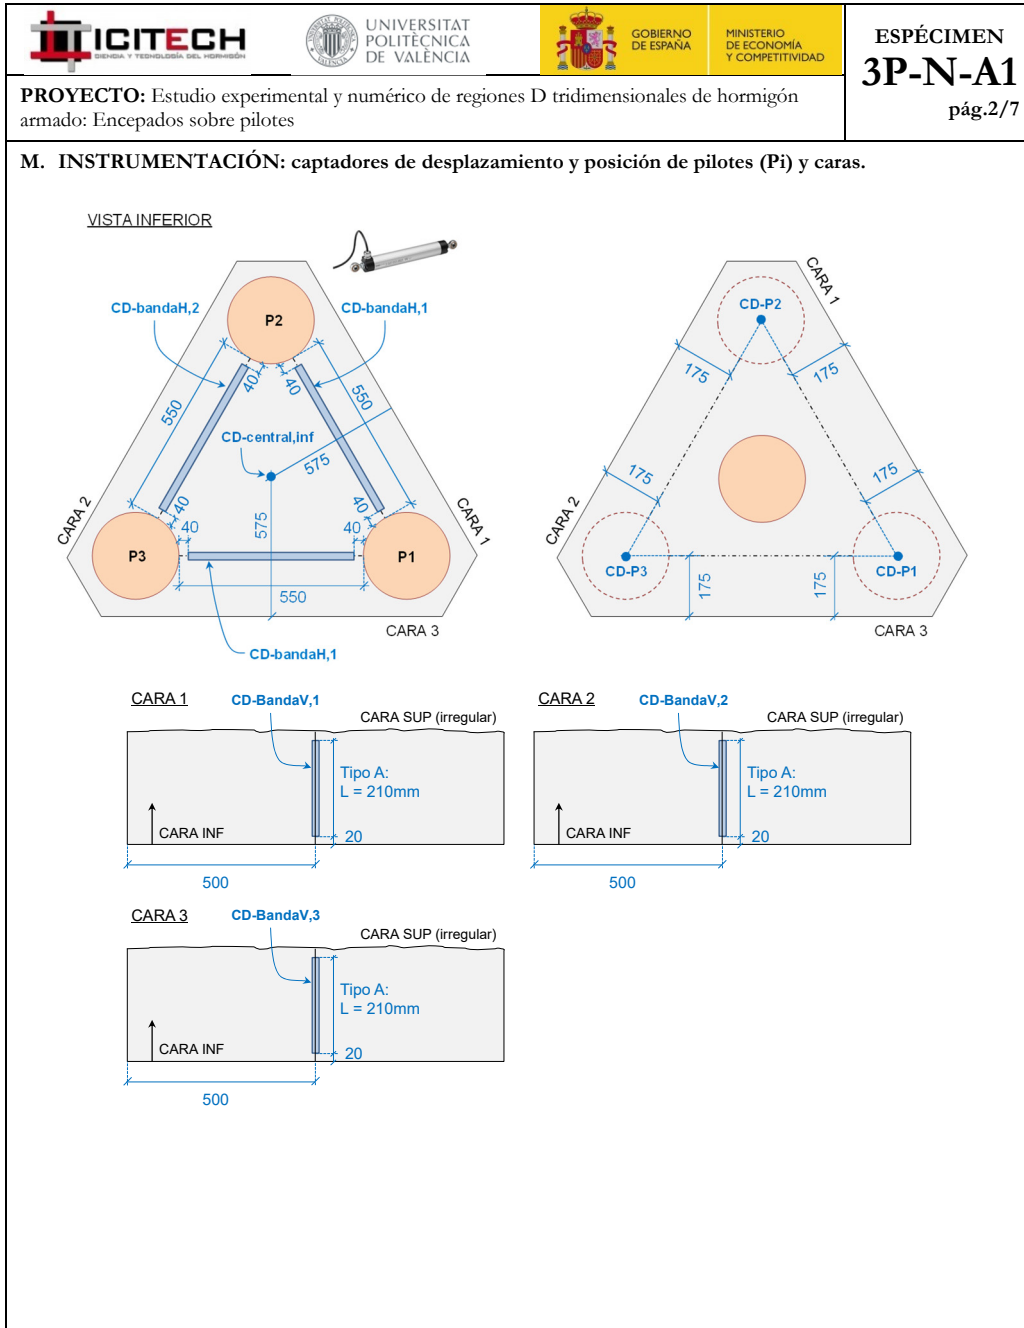 ICITECH
CIENCIA Y TECNOLOGÍA DEL HORMIGÓN
UNIVERSITAT
POLITÈCNICA
DE VALÈNCIA
GOBIERNO
DE ESPAÑA
MINISTERIO
DE ECONOMÍA
Y COMPETITIVIDAD
ESPÉCIMEN
3P-N-A1
pág.2/7
PROYECTO: Estudio experimental y numérico de regiones D tridimensionales de hormigón
armado: Encepados sobre pilotes
M. INSTRUMENTACIÓN: captadores de desplazamiento y posición de pilotes (Pi) y caras.
VISTA INFERIOR
CD-bandaH,2
P2
CD-bandaH,1
40
40
550
550
CD-central,inf
575
575
CARA 2
40
40
40
40
CARA 1
P3
P1
550
CARA 3
CD-bandaH,1
CARA 1
CD-P2
175
175
175
175
CARA 2
CD-P3
CD-P1
175
175
CARA 3
CARA 1
CD-BandaV,1
CARA SUP (irregular)
Tipo A:
L = 210mm
CARA INF
20
500
CARA 2
CD-BandaV,2
CARA SUP (irregular)
Tipo A:
L = 210mm
CARA INF
20
500
CARA 3
CD-BandaV,3
CARA SUP (irregular)
Tipo A:
L = 210mm
CARA INF
20
500